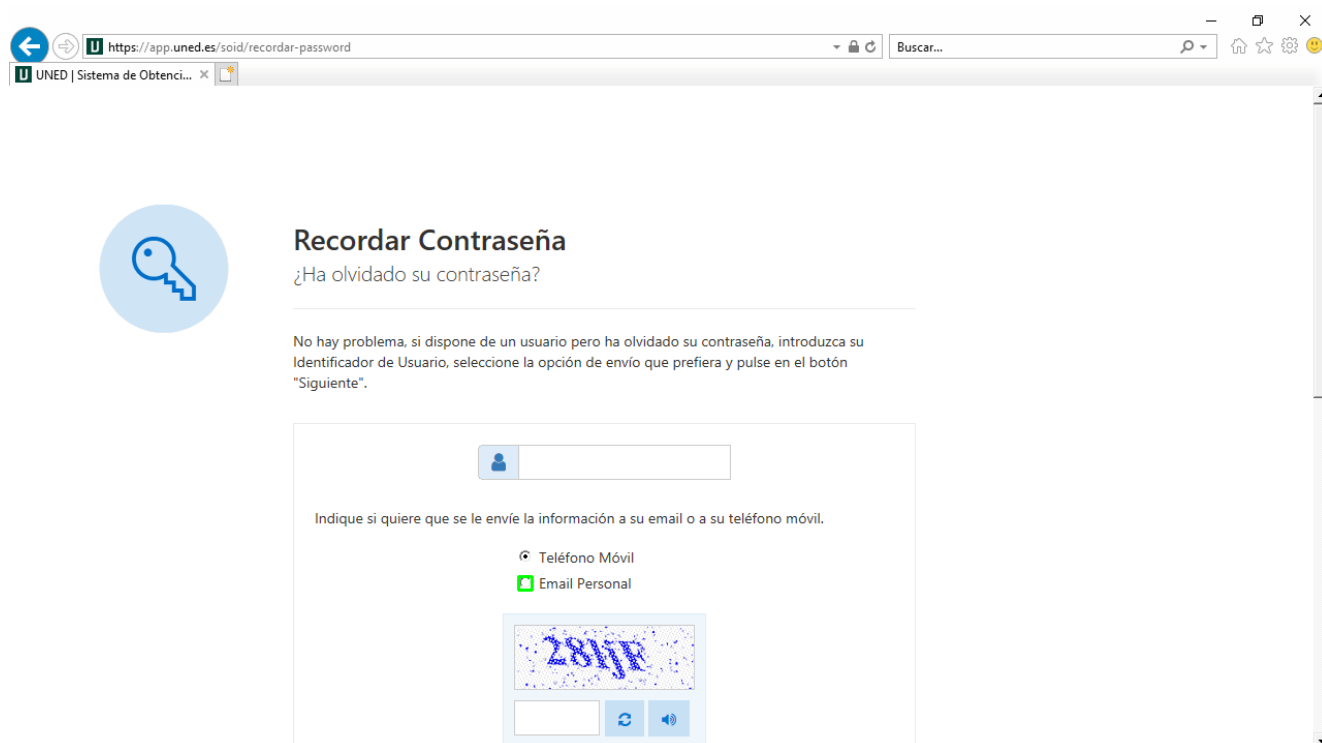 https://app.uned.es/soid/recordar-password
Buscar...
UNED | Sistema de Obtenci...
Recordar Contraseña
¿Ha olvidado su contraseña?
No hay problema, si dispone de un usuario pero ha olvidado su contraseña, introduzca su
Identificador de Usuario, seleccione la opción de envío que prefiera y pulse en el botón
"Siguiente".
Indique si quiere que se le envíe la información a su email o a su teléfono móvil.
Teléfono Móvil
Email Personal